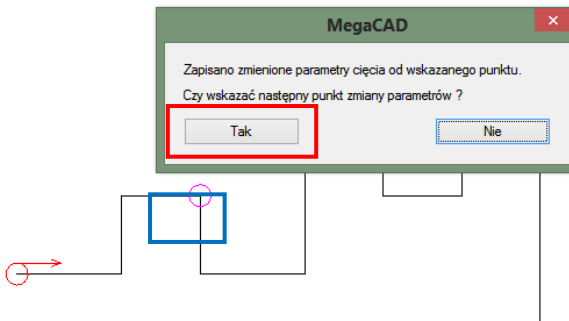 MegaCAD
Zapisano zmienione parametry cięcia od wskazanego punktu.
Czy wskazać następny punkt zmiany parametrów ?
Tak
Nie